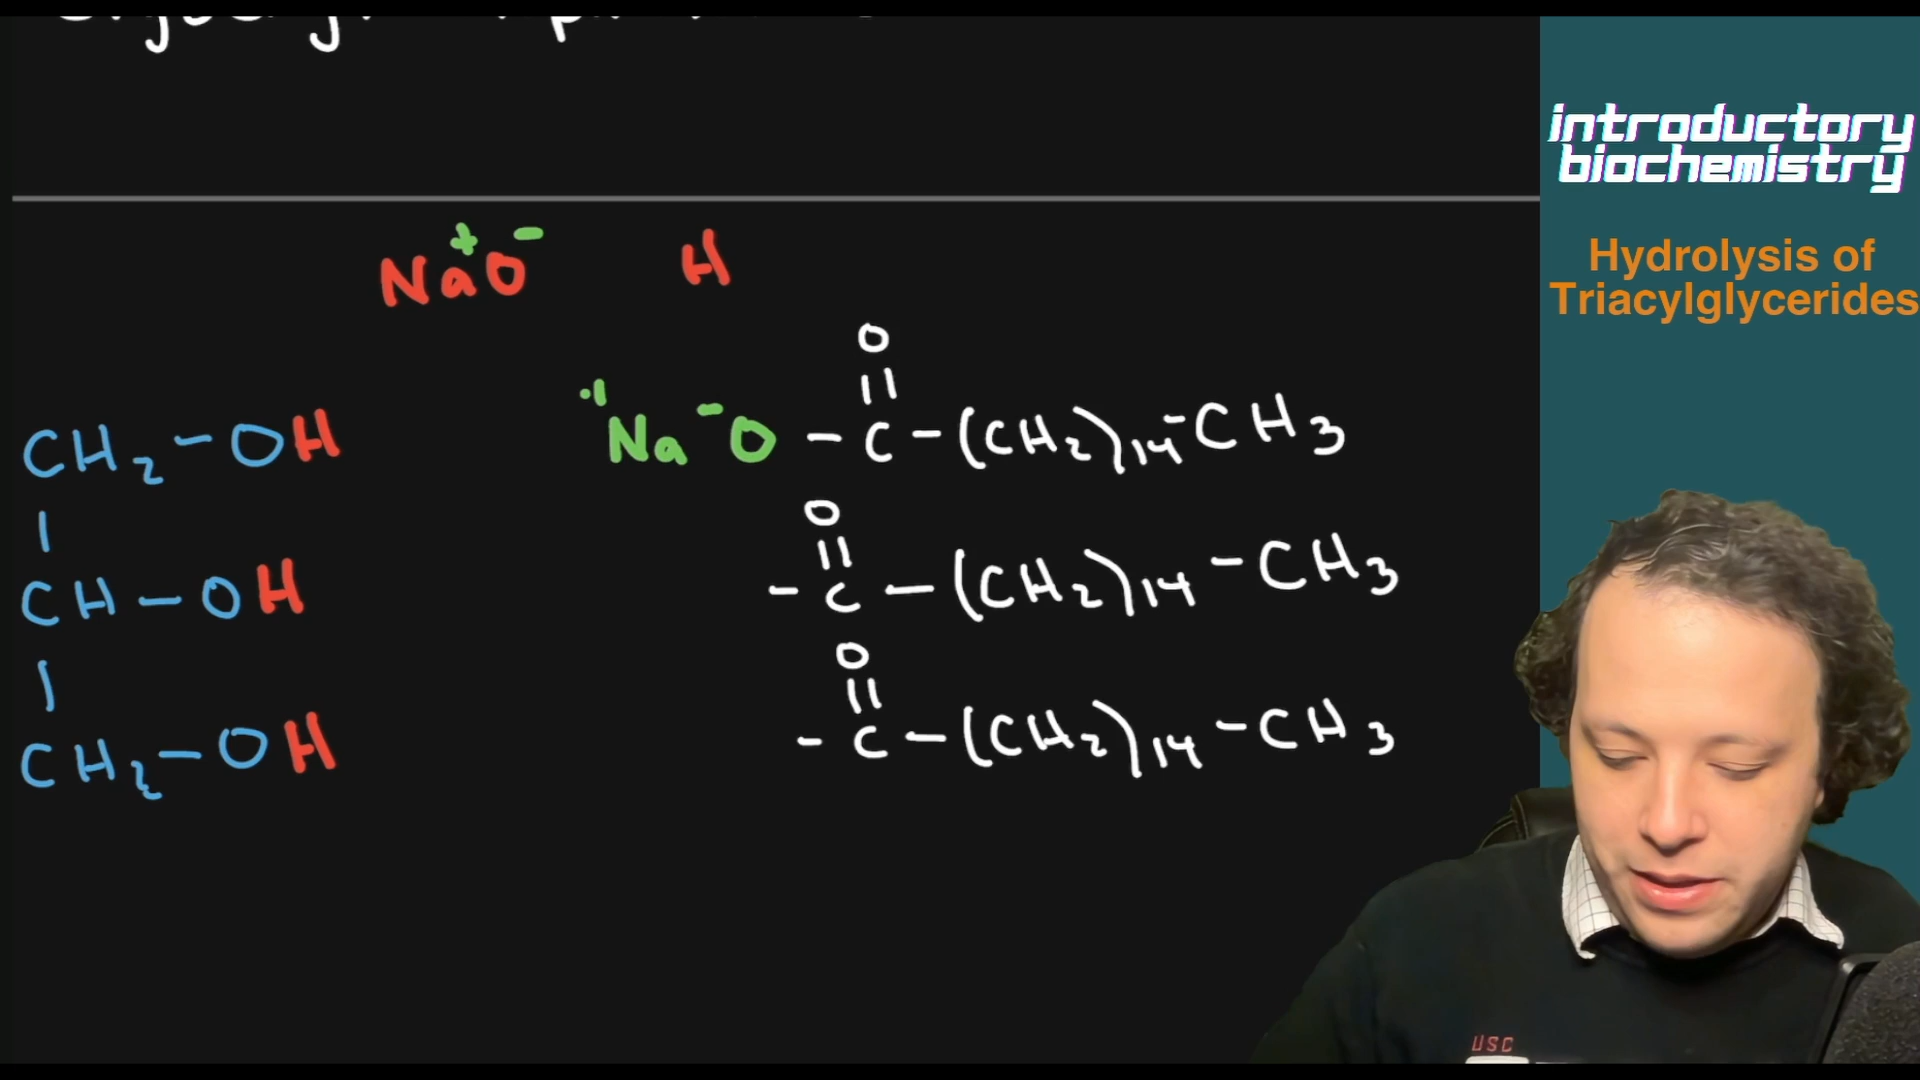 Na⁺O⁻ H
O
||
CH₂-OH Na⁻O-C-(CH₂)₁₄-CH₃
|
O
||
CH-OH -C-(CH₂)₁₄-CH₃
|
O
||
CH₂-OH -C-(CH₂)₁₄-CH₃
introductory
biochemistry
Hydrolysis of
Triacylglycerides
USC